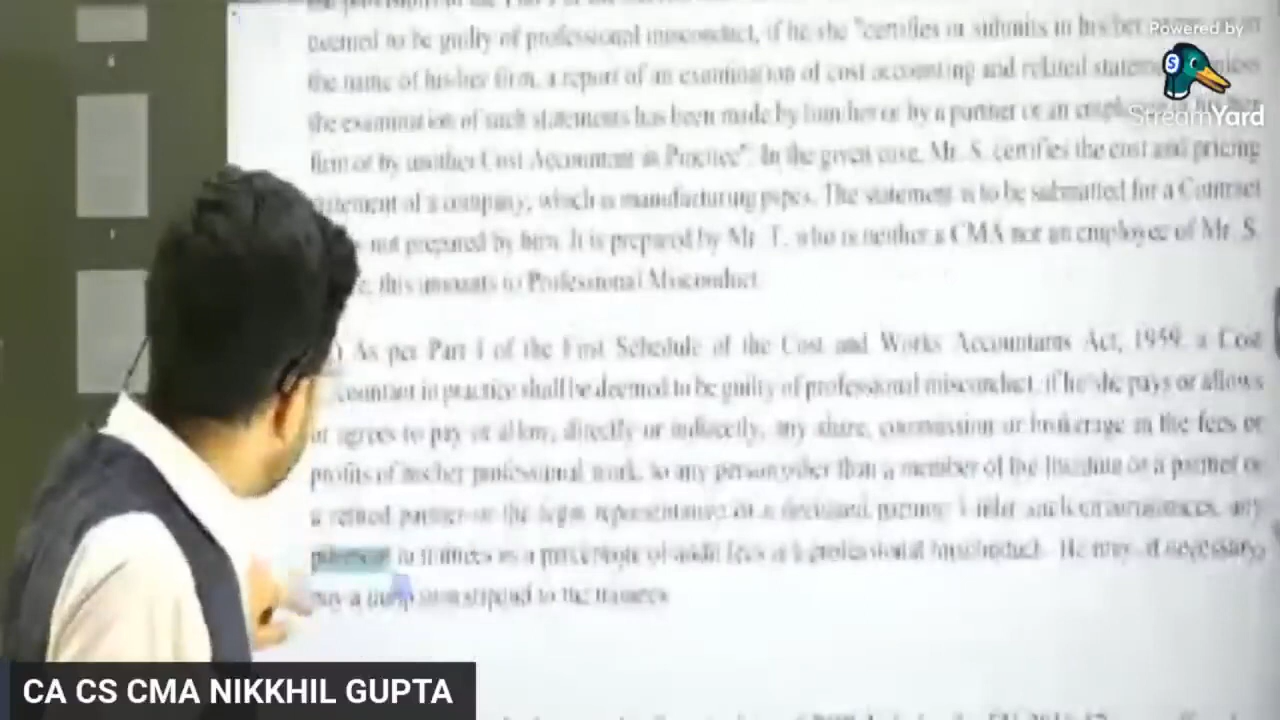 deemed to be guilty of professional misconduct, if he she "certifies or submits in his/her
the name of his/her firm, a report of an examination of cost accounting and related
the examination of such statements has been made by him/her or by a partner or an
firm or by another Cost Accountant in Practice". In the given case, Mr. S. certifies the cost and pricing
of a company, which is manufacturing pipes. The statement is to be submitted for a Contract
not prepared by him. It is prepared by Mr. T, who is neither a CMA nor an employee of Mr. S.
this amounts to Professional Misconduct.
) As per Part I of the First Schedule of the Cost and Works Accountants Act, 1959, a Cost
countant in practice shall be deemed to be guilty of professional misconduct, if he she pays or allows
or agrees to pay or allow, directly or indirectly, any share, commission or brokerage in the fees or
profits of his/her professional work, to any person other than a member of the Institute or a partner or
a retired partner or the legal representative of a deceased partner. Under such circumstances, any
payment to trainees as a percentage of audit fees is a professional misconduct. He may, if necessary,
pay a lump sum stipend to the trainees
Powered by
S
StreamYard
CA CS CMA NIKKHIL GUPTA